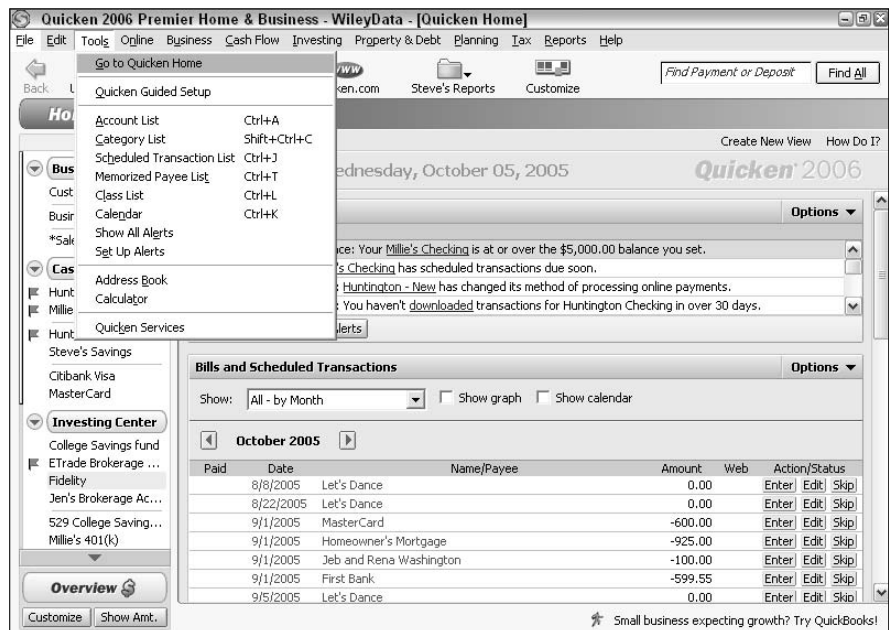 Quicken 2006 Premier Home & Business - WileyData - [Quicken Home]
File Edit Tools Online Business Cash Flow Investing Property & Debt Planning Tax Reports Help
Back
ken.com Steve's Reports Customize
Find Payment or Deposit Find All
Go to Quicken Home
Quicken Guided Setup
Account List Ctrl+A
Category List Shift+Ctrl+C
Scheduled Transaction List Ctrl+J
Memorized Payee List Ctrl+T
Class List Ctrl+L
Calendar Ctrl+K
Show All Alerts
Set Up Alerts
Address Book
Calculator
Quicken Services
Ho
Create New View How Do I?
ednesday, October 05, 2005
Quicken 2006
Options
nce: Your Millie's Checking is at or over the $5,000.00 balance you set.
's Checking has scheduled transactions due soon.
: Huntington - New has changed its method of processing online payments.
: You haven't downloaded transactions for Huntington Checking in over 30 days.
Alerts
Bus
Cust
Busin
*Sale
Cas
Hunt
Millie
Hunt
Steve's Savings
Citibank Visa
MasterCard
Investing Center
College Savings fund
ETrade Brokerage ...
Fidelity
Jen's Brokerage Ac...
529 College Saving...
Millie's 401(k)
Overview
Customize Show Amt.
Bills and Scheduled Transactions Options
Show: All - by Month Show graph Show calendar
October 2005
Paid Date Name/Payee Amount Web Action/Status
8/8/2005 Let's Dance 0.00 Enter Edit Skip
8/22/2005 Let's Dance 0.00 Enter Edit Skip
9/1/2005 MasterCard -600.00 Enter Edit Skip
9/1/2005 Homeowner's Mortgage -925.00 Enter Edit Skip
9/1/2005 Jeb and Rena Washington -100.00 Enter Edit Skip
9/1/2005 First Bank -599.55 Enter Edit Skip
9/5/2005 Let's Dance 0.00 Enter Edit Skip
Small business expecting growth? Try QuickBooks!